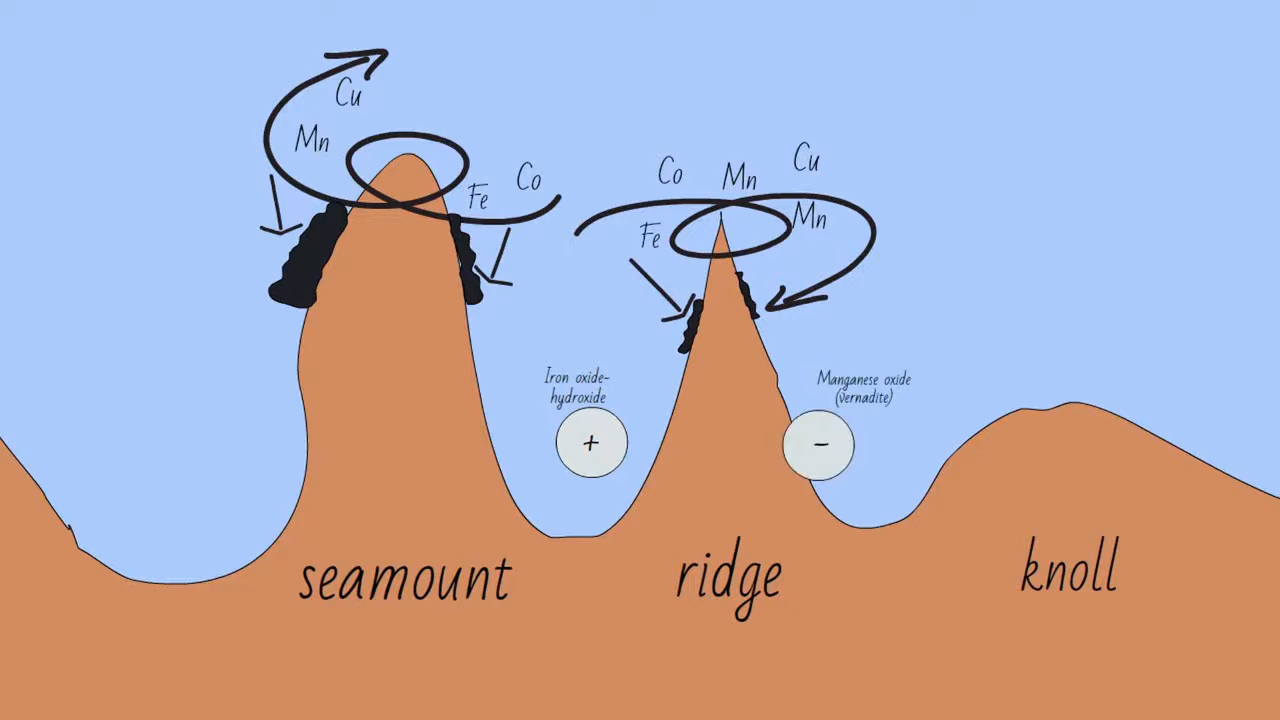 Cu
Mn
Fe
Co
Co
Mn
Cu
Fe
Mn
Iron oxide-
hydroxide
+
Manganese oxide
(vernadite)
-
seamount
ridge
knoll